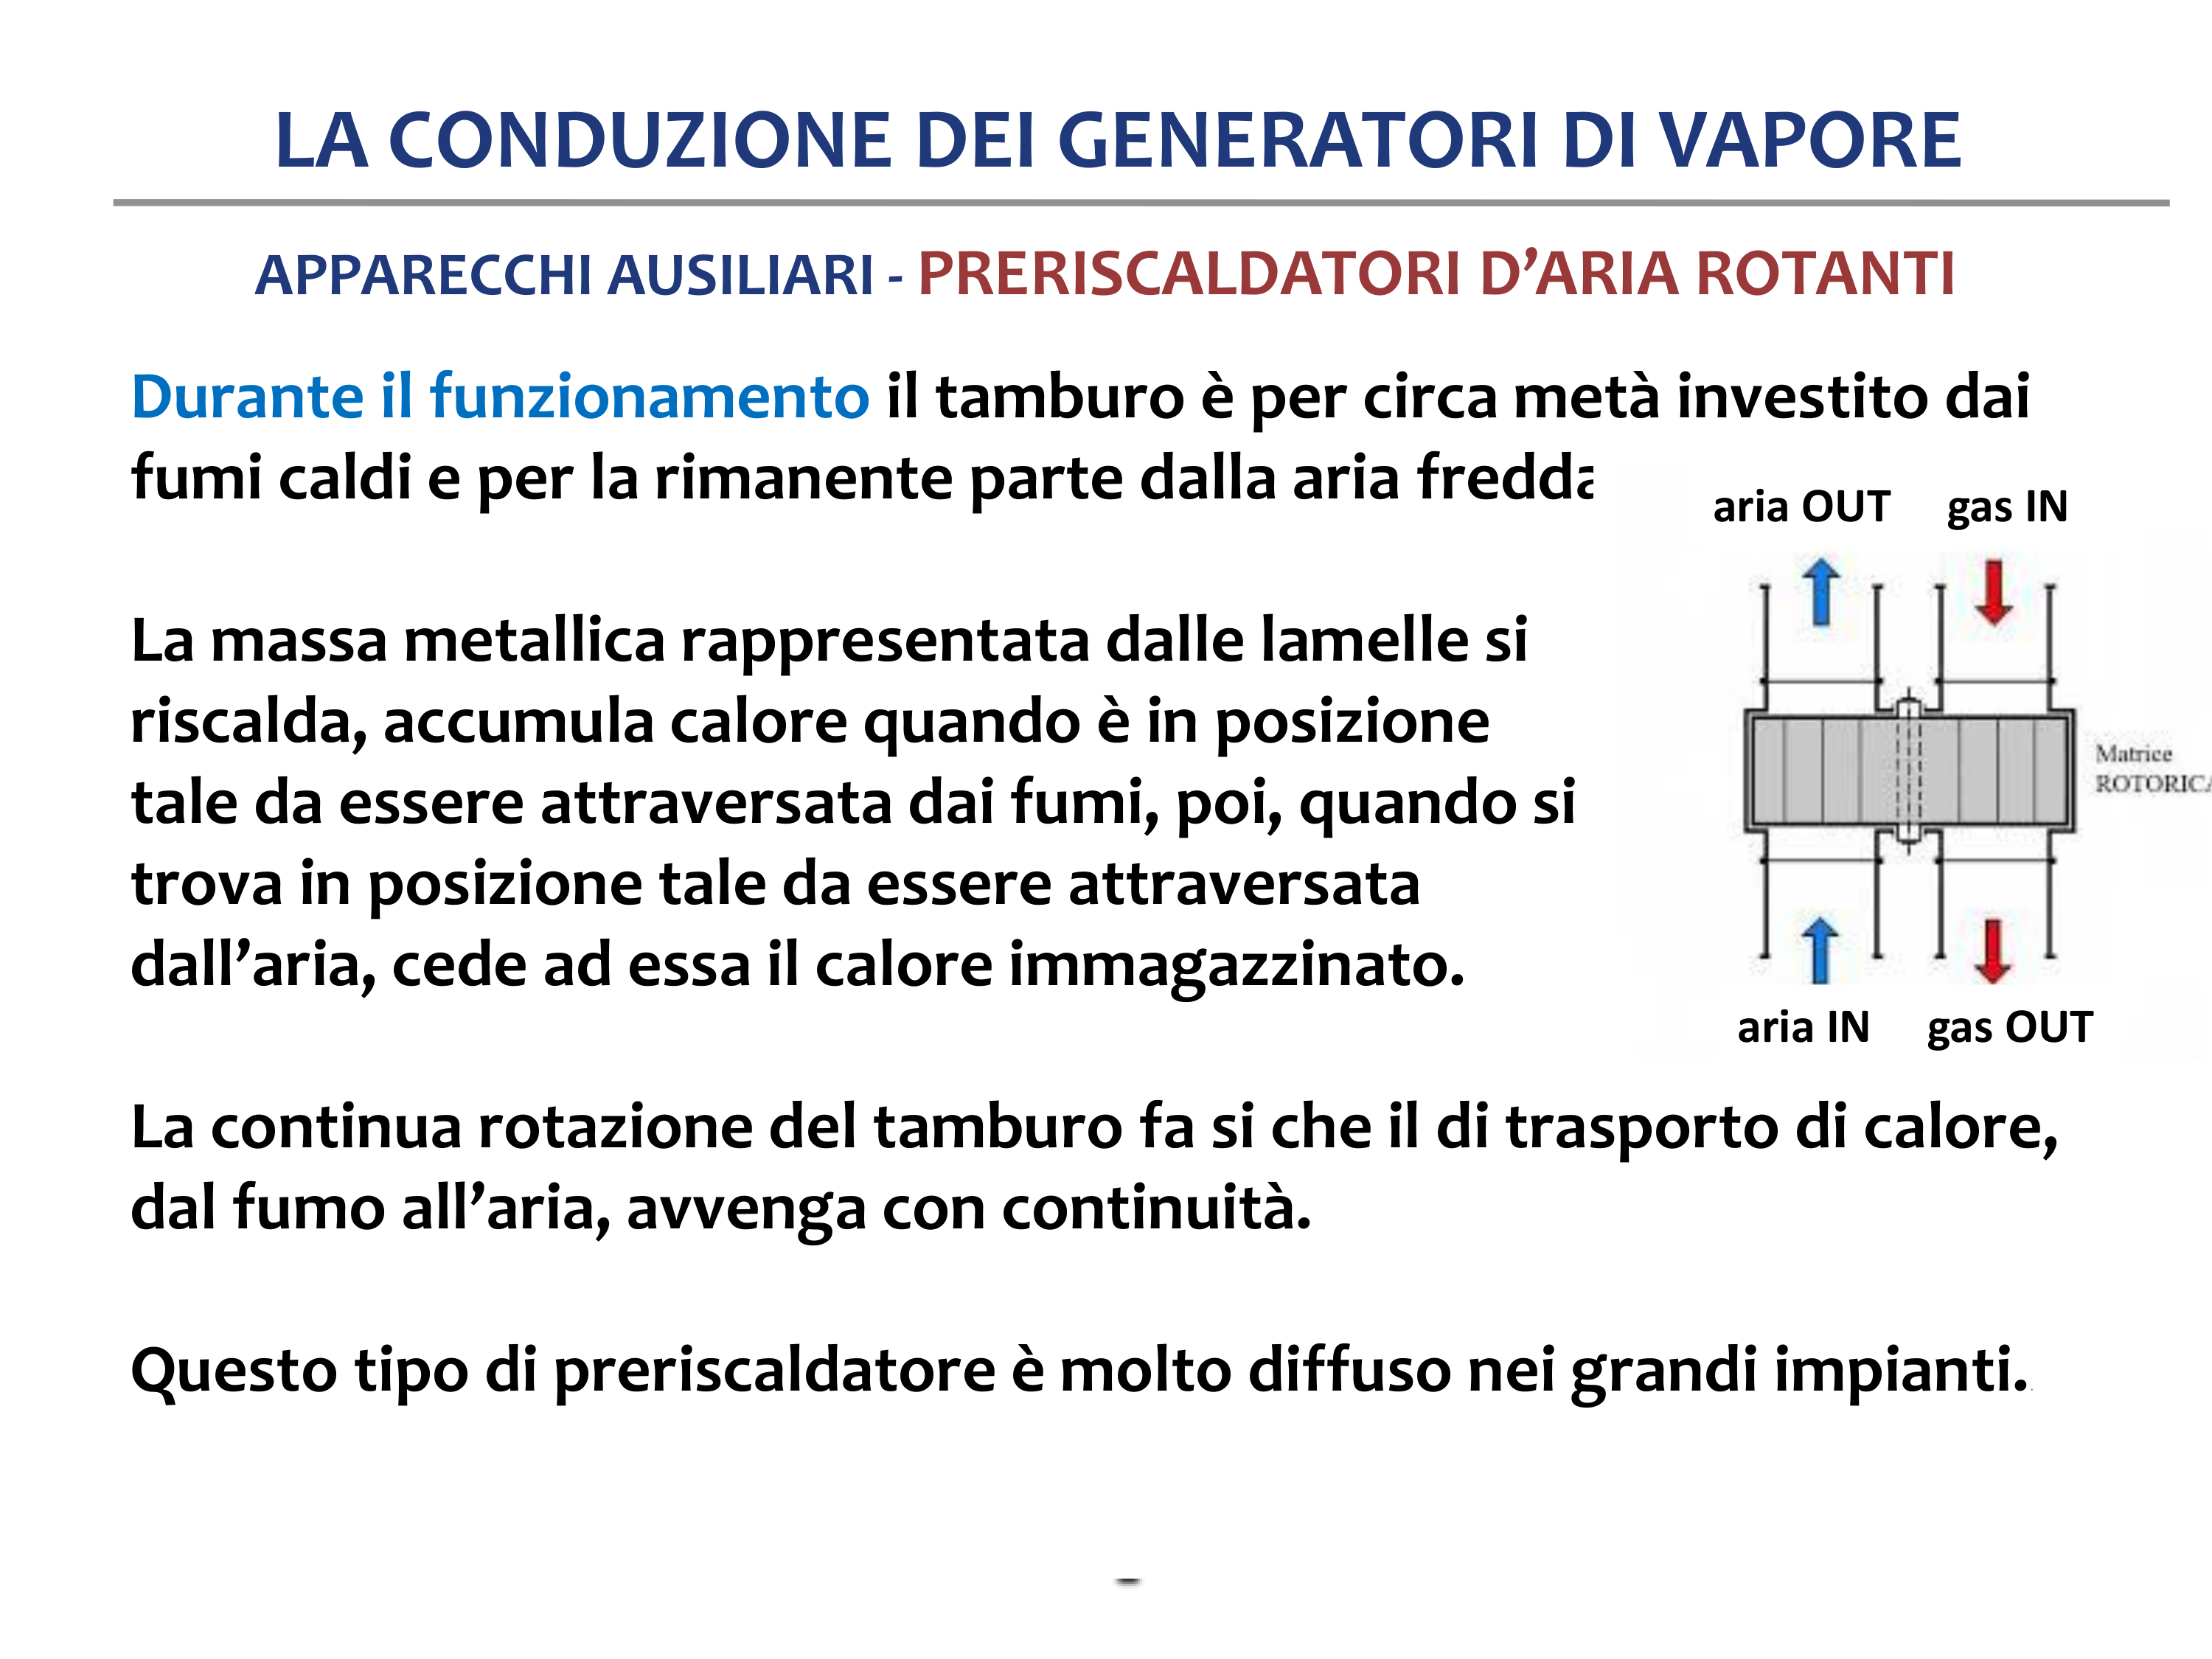 LA CONDUZIONE DEI GENERATORI DI VAPORE
APPARECCHI AUSILIARI - PRERISCALDATORI D’ARIA ROTANTI
Durante il funzionamento il tamburo è per circa metà investito dai
fumi caldi e per la rimanente parte dalla aria fredda
aria OUT gas IN
La massa metallica rappresentata dalle lamelle si
riscalda, accumula calore quando è in posizione
tale da essere attraversata dai fumi, poi, quando si
trova in posizione tale da essere attraversata
dall’aria, cede ad essa il calore immagazzinato.
Matrice
ROTORICA
aria IN gas OUT
La continua rotazione del tamburo fa si che il di trasporto di calore,
dal fumo all’aria, avvenga con continuità.
Questo tipo di preriscaldatore è molto diffuso nei grandi impianti.